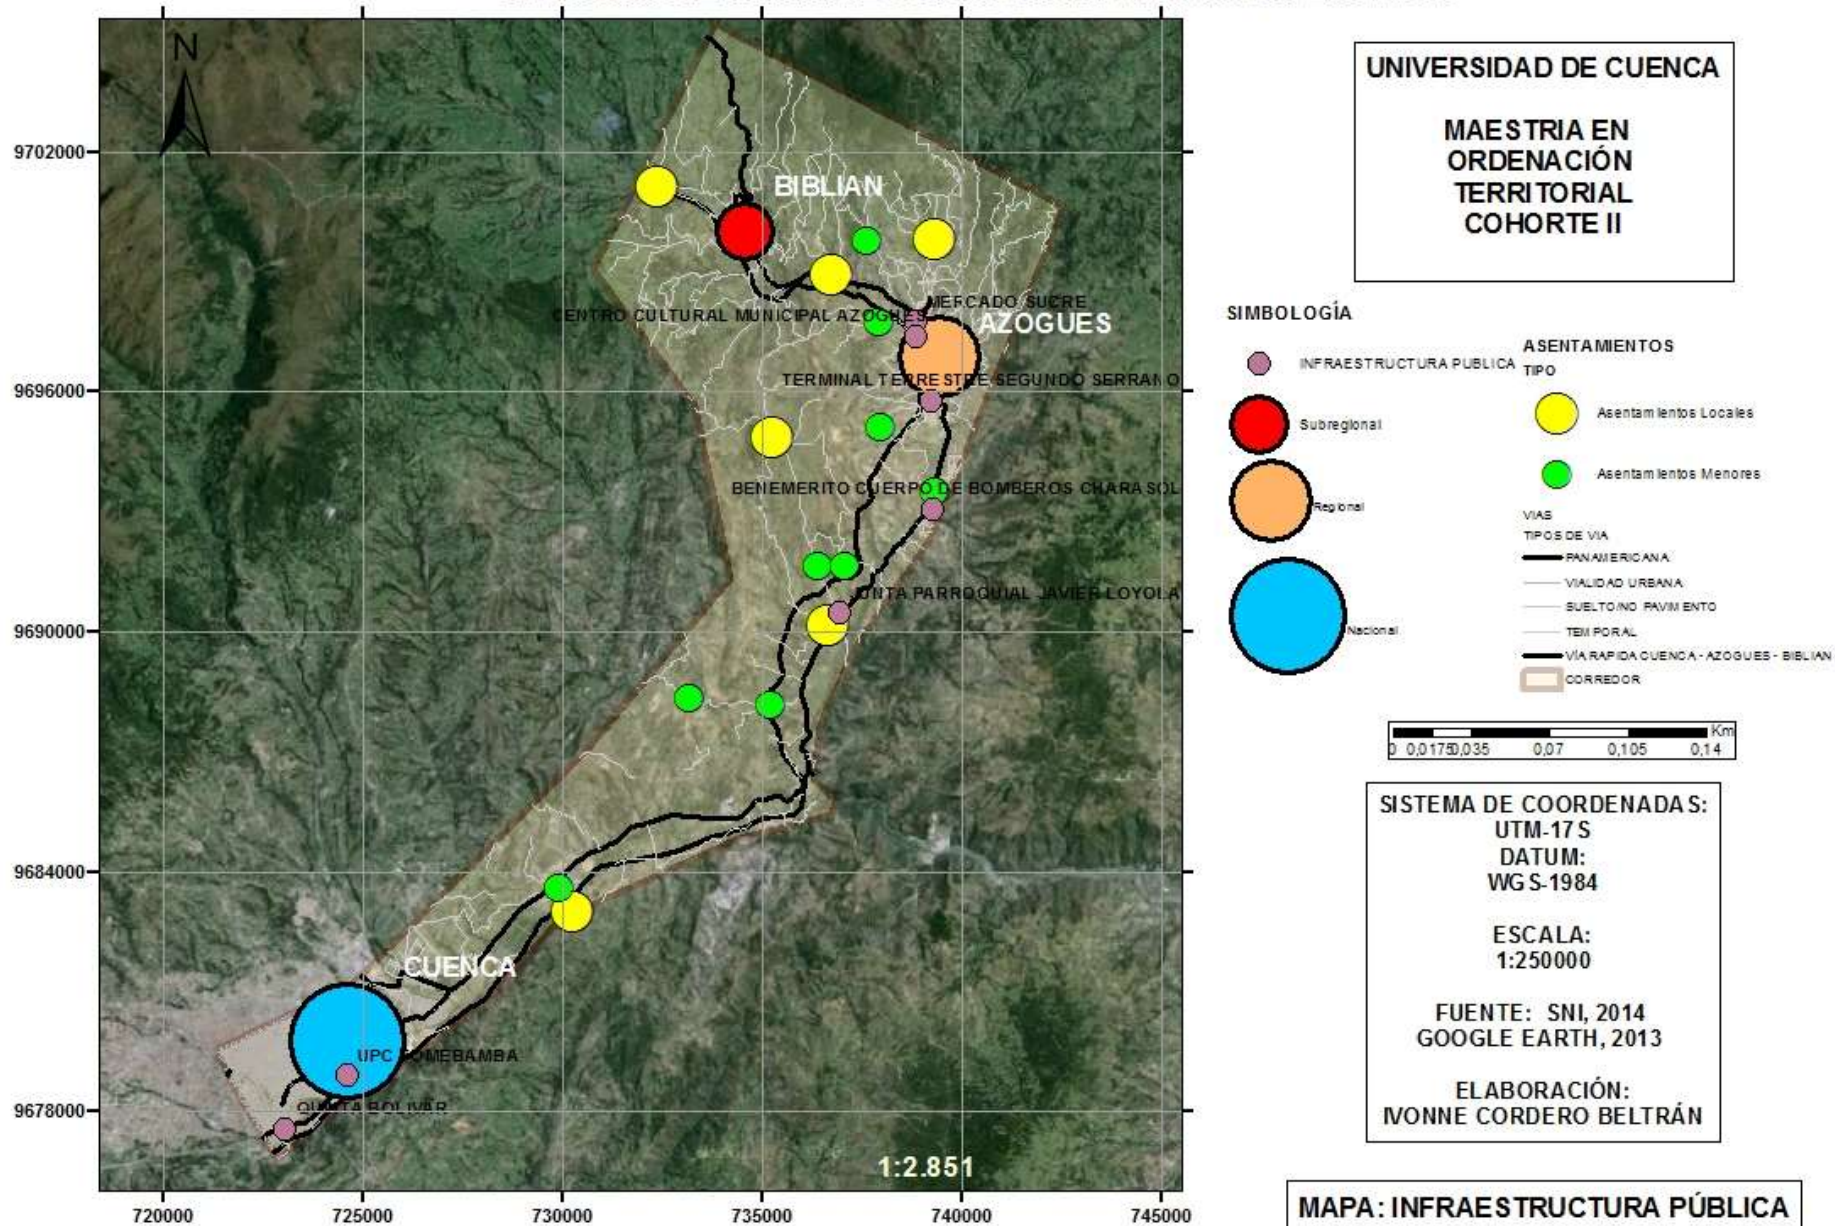 N
9702000
9696000
9690000
9684000
9678000
720000
725000
730000
735000
740000
745000
BIBLIAN
MERCADO SUCRE
CENTRO CULTURAL MUNICIPAL AZOGUES
AZOGUES
TERMINAL TERRESTRE SEGUNDO SERRANO
BENEMERITO CUERPO DE BOMBEROS CHARASOL
JUNTA PARROQUIAL JAVIER LOYOLA
CUENCA
UPC TOMEBAMBA
QUINTA BOLIVAR
1:2.851
UNIVERSIDAD DE CUENCA
MAESTRIA EN
ORDENACIÓN
TERRITORIAL
COHORTE II
SIMBOLOGÍA
INFRAESTRUCTURA PUBLICA
Subregional
Regional
Nacional
ASENTAMIENTOS
TIPO
Asentamientos Locales
Asentamientos Menores
VIAS
TIPOS DE VIA
PANAMERICANA
VIALIDAD URBANA
SUELTO/NO PAVIMENTO
TEMPORAL
VÍA RAPIDA CUENCA - AZOGUES - BIBLIAN
CORREDOR
Km
0 0,0175 0,035 0,07 0,105 0,14
SISTEMA DE COORDENADAS:
UTM-17S
DATUM:
WGS-1984
ESCALA:
1:250000
FUENTE: SNI, 2014
GOOGLE EARTH, 2013
ELABORACIÓN:
IVONNE CORDERO BELTRÁN
MAPA: INFRAESTRUCTURA PÚBLICA